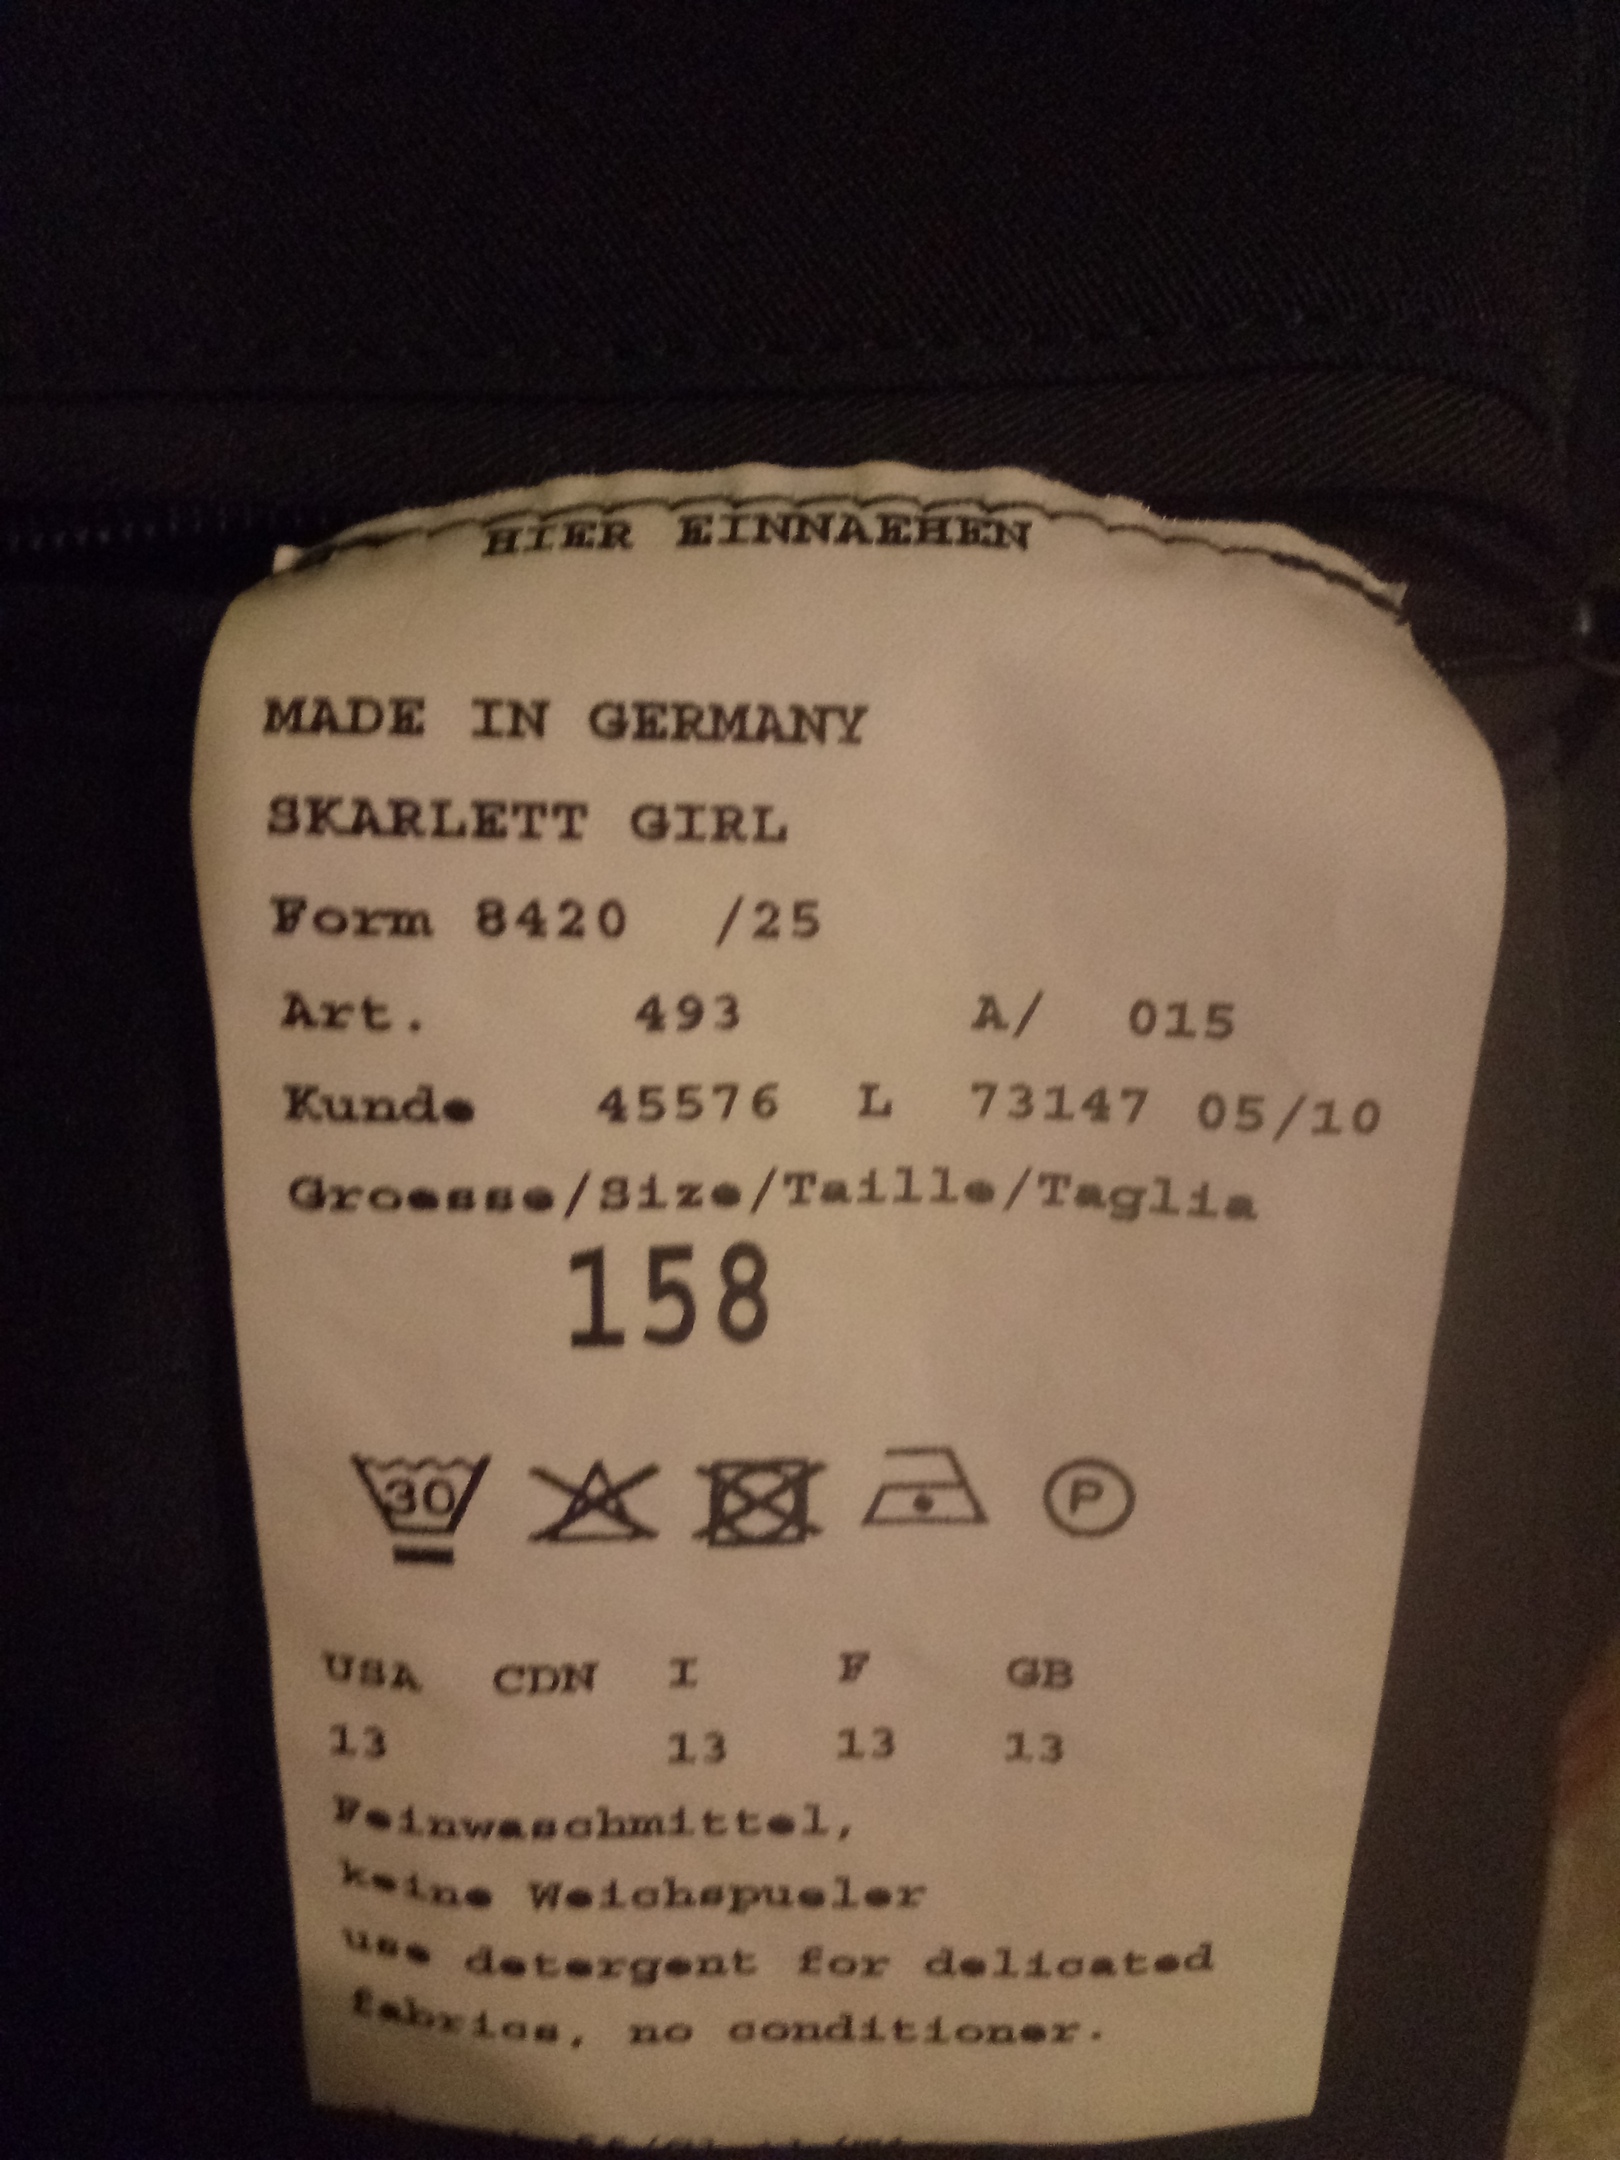 HIER EINNAEHEN
MADE IN GERMANY
SKARLETT GIRL
Form 8420 /25
Art. 493 A/ 015
Kunde 45576 L 73147 05/10
Groesse/Size/Taille/Taglia
158
30 P
USA CDN I F GB
13 13 13 13
Feinwaschmittel,
keine Weichspueler
use detergent for delicated
fabrics, no conditioner.